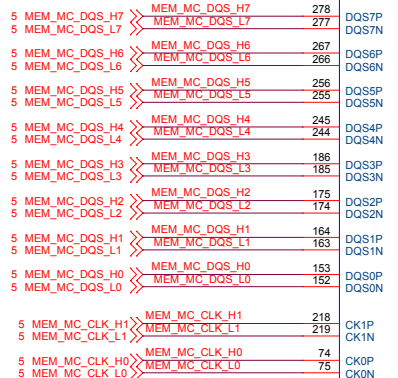 MEM_MC_DQS_H7 278
5 MEM_MC_DQS_H7 MEM_MC_DQS_L7 277 DQS7P
5 MEM_MC_DQS_L7 DQS7N
MEM_MC_DQS_H6 267
5 MEM_MC_DQS_H6 MEM_MC_DQS_L6 266 DQS6P
5 MEM_MC_DQS_L6 DQS6N
MEM_MC_DQS_H5 256
5 MEM_MC_DQS_H5 MEM_MC_DQS_L5 255 DQS5P
5 MEM_MC_DQS_L5 DQS5N
MEM_MC_DQS_H4 245
5 MEM_MC_DQS_H4 MEM_MC_DQS_L4 244 DQS4P
5 MEM_MC_DQS_L4 DQS4N
MEM_MC_DQS_H3 186
5 MEM_MC_DQS_H3 MEM_MC_DQS_L3 185 DQS3P
5 MEM_MC_DQS_L3 DQS3N
MEM_MC_DQS_H2 175
5 MEM_MC_DQS_H2 MEM_MC_DQS_L2 174 DQS2P
5 MEM_MC_DQS_L2 DQS2N
MEM_MC_DQS_H1 164
5 MEM_MC_DQS_H1 MEM_MC_DQS_L1 163 DQS1P
5 MEM_MC_DQS_L1 DQS1N
MEM_MC_DQS_H0 153
5 MEM_MC_DQS_H0 MEM_MC_DQS_L0 152 DQS0P
5 MEM_MC_DQS_L0 DQS0N
MEM_MC_CLK_H1 218
5 MEM_MC_CLK_H1 MEM_MC_CLK_L1 219 CK1P
5 MEM_MC_CLK_L1 CK1N
MEM_MC_CLK_H0 74
5 MEM_MC_CLK_H0 MEM_MC_CLK_L0 75 CK0P
5 MEM_MC_CLK_L0 CK0N